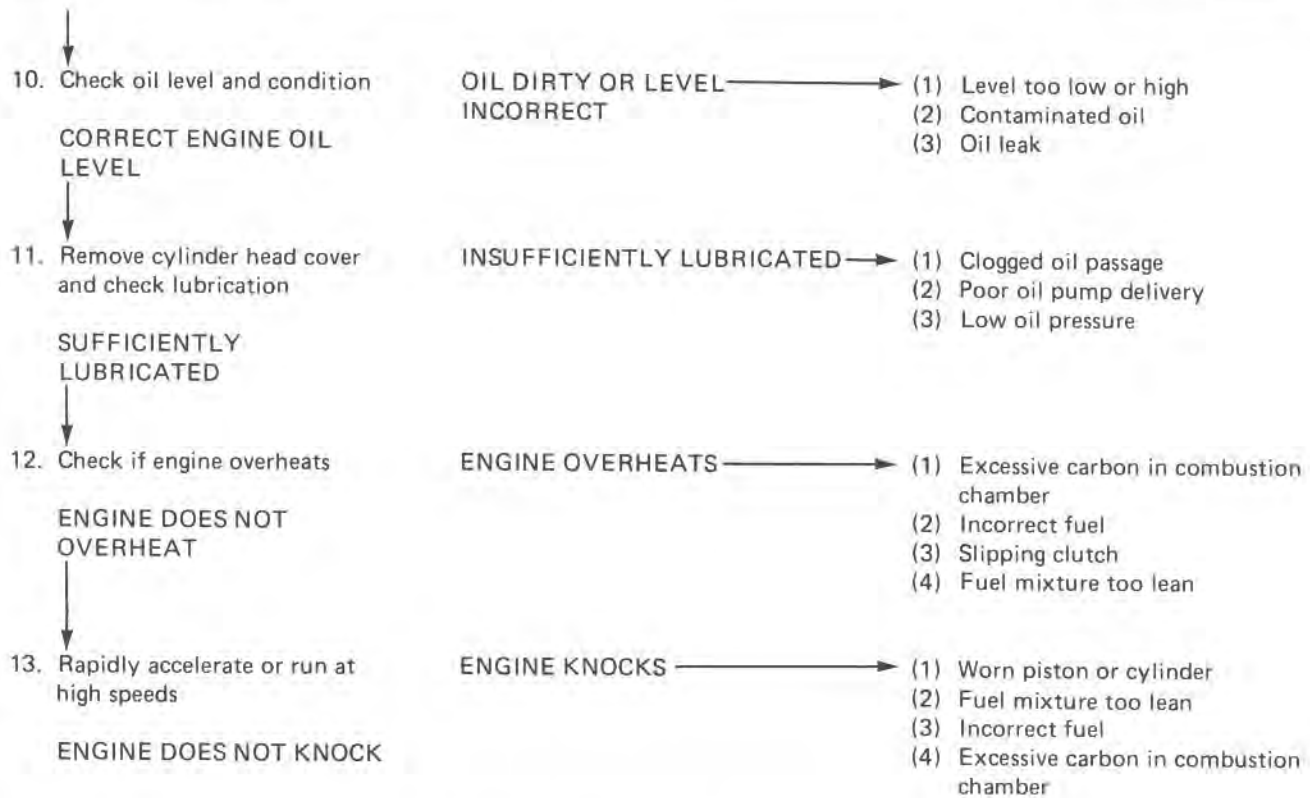 10. Check oil level and condition
OIL DIRTY OR LEVEL
INCORRECT
(1) Level too low or high
(2) Contaminated oil
(3) Oil leak
CORRECT ENGINE OIL
LEVEL
11. Remove cylinder head cover
and check lubrication
INSUFFICIENTLY LUBRICATED
(1) Clogged oil passage
(2) Poor oil pump delivery
(3) Low oil pressure
SUFFICIENTLY
LUBRICATED
12. Check if engine overheats
ENGINE OVERHEATS
(1) Excessive carbon in combustion
chamber
(2) Incorrect fuel
(3) Slipping clutch
(4) Fuel mixture too lean
ENGINE DOES NOT
OVERHEAT
13. Rapidly accelerate or run at
high speeds
ENGINE KNOCKS
(1) Worn piston or cylinder
(2) Fuel mixture too lean
(3) Incorrect fuel
(4) Excessive carbon in combustion
chamber
ENGINE DOES NOT KNOCK